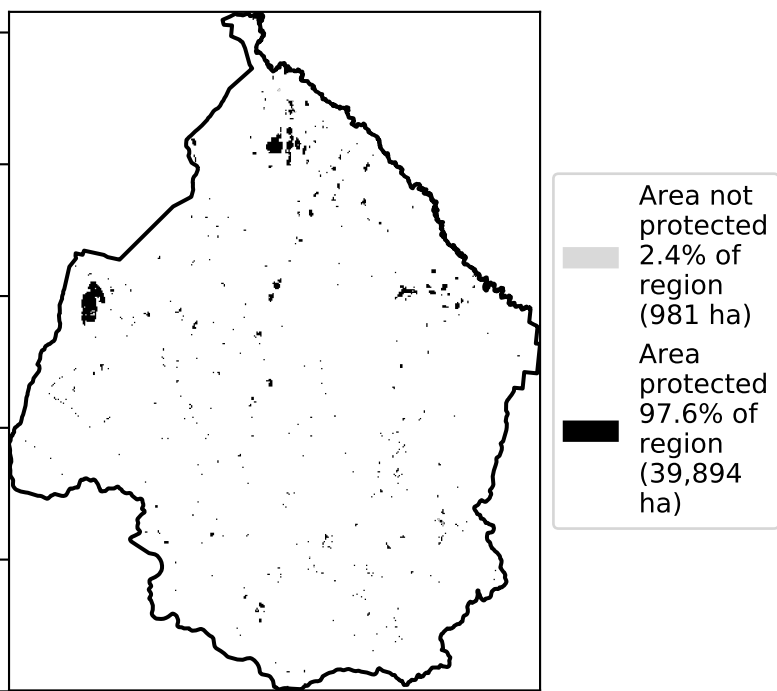 Area not
protected
2.4% of
region
(981 ha)
Area
protected
97.6% of
region
(39,894
ha)